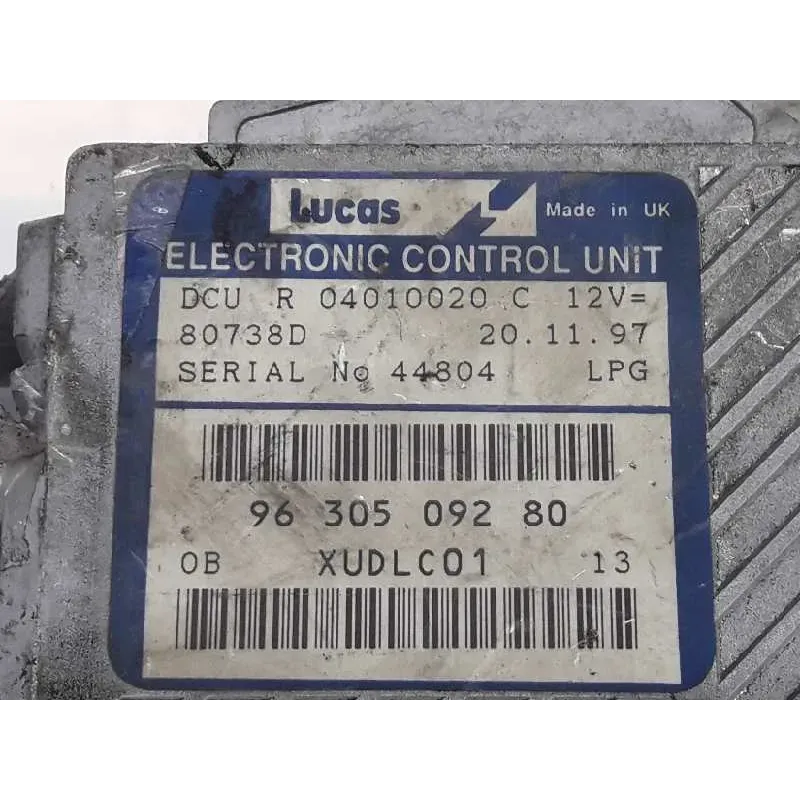 Lucas
Made in UK
ELECTRONIC CONTROL UNIT
DCU R 04010020 C 12V=
80738D 20.11.97
SERIAL No 44804 LPG
96 305 092 80
0B XUDLC01 13